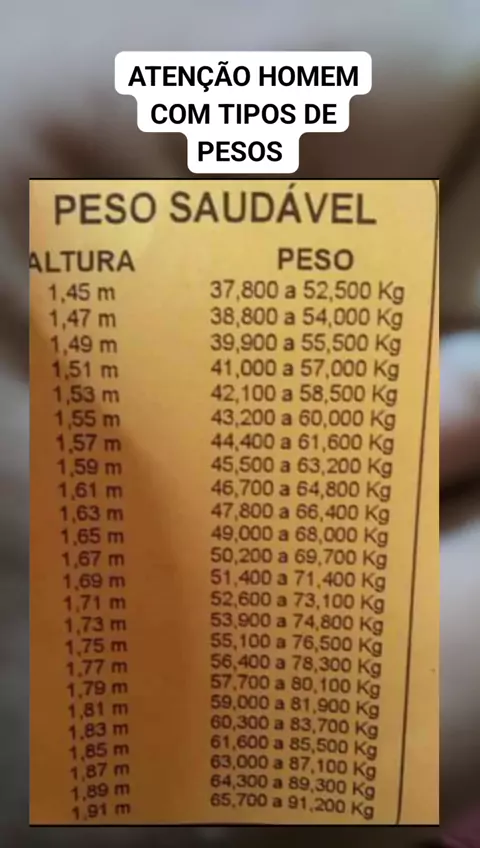 ATENÇÃO HOMEM
COM TIPOS DE
PESOS
PESO SAUDÁVEL
ALTURA PESO
1,45 m 37,800 a 52,500 Kg
1,47 m 38,800 a 54,000 Kg
1,49 m 39,900 a 55,500 Kg
1,51 m 41,000 a 57,000 Kg
1,53 m 42,100 a 58,500 Kg
1,55 m 43,200 a 60,000 Kg
1,57 m 44,400 a 61,600 Kg
1,59 m 45,500 a 63,200 Kg
1,61 m 46,700 a 64,800 Kg
1,63 m 47,800 a 66,400 Kg
1,65 m 49,000 a 68,000 Kg
1,67 m 50,200 a 69,700 Kg
1,69 m 51,400 a 71,400 Kg
1,71 m 52,600 a 73,100 Kg
1,73 m 53,900 a 74,800 Kg
1,75 m 55,100 a 76,500 Kg
1,77 m 56,400 a 78,300 Kg
1,79 m 57,700 a 80,100 Kg
1,81 m 59,000 a 81,900 Kg
1,83 m 60,300 a 83,700 Kg
1,85 m 61,600 a 85,500 Kg
1,87 m 63,000 a 87,100 Kg
1,89 m 64,300 a 89,300 Kg
1,91 m 65,700 a 91,200 Kg